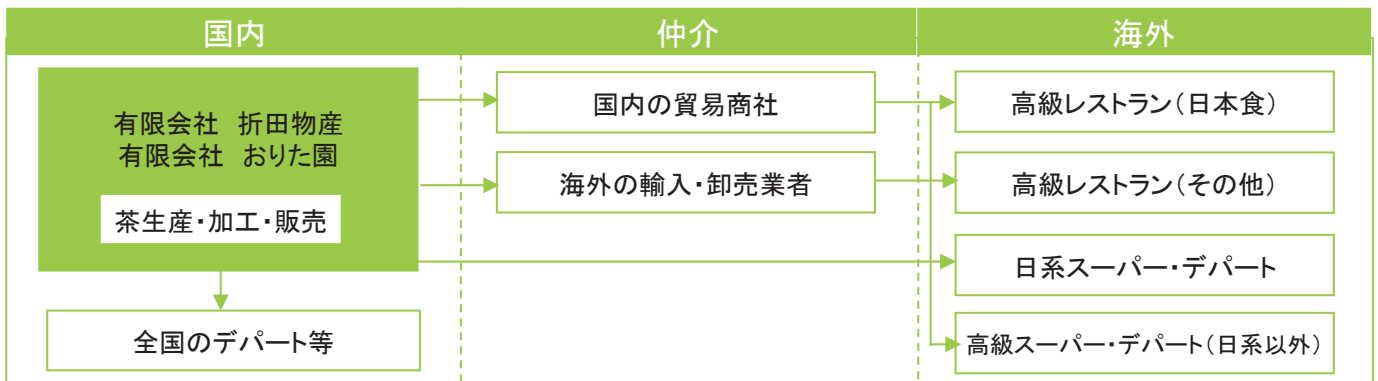 国内
仲介
海外
有限会社　折田物産
有限会社　おりた園
茶生産・加工・販売
全国のデパート等
国内の貿易商社
海外の輸入・卸売業者
高級レストラン（日本食）
高級レストラン（その他）
日系スーパー・デパート
高級スーパー・デパート（日系以外）